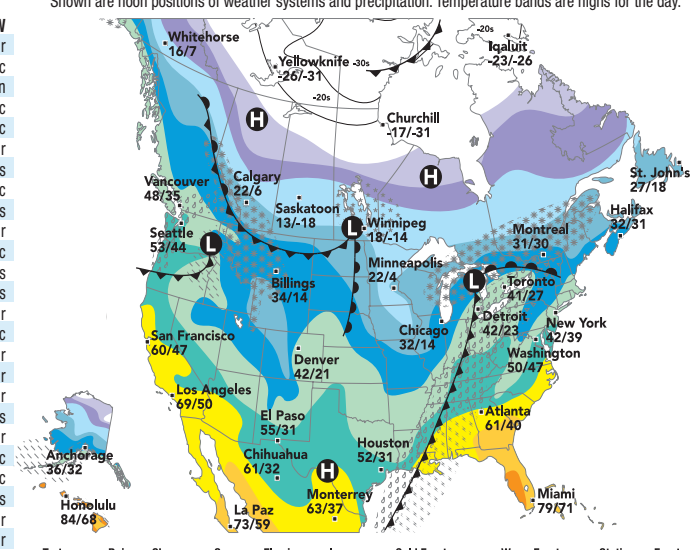 Shown are noon positions of weather systems and precipitation. Temperature bands are highs for the day.
Whitehorse
16/7
Yellowknife
-26/-31
-30s
-20s
-20s
Iqaluit
-23/-26
H
Churchill
-17/-31
H
St. John's
27/18
Vancouver
48/35
Calgary
22/6
Saskatoon
13/-18
Winnipeg
18/-14
L
Halifax
32/31
Montreal
31/30
Seattle
53/44
L
Minneapolis
22/4
L
Toronto
41/27
Billings
34/14
Detroit
42/23
Chicago
32/14
New York
42/39
San Francisco
60/47
Denver
42/21
Washington
50/47
Los Angeles
69/50
El Paso
55/31
Atlanta
61/40
Houston
52/31
Chihuahua
61/32
H
Anchorage
36/32
Monterrey
63/37
Miami
79/71
Honolulu
84/68
La Paz
73/59